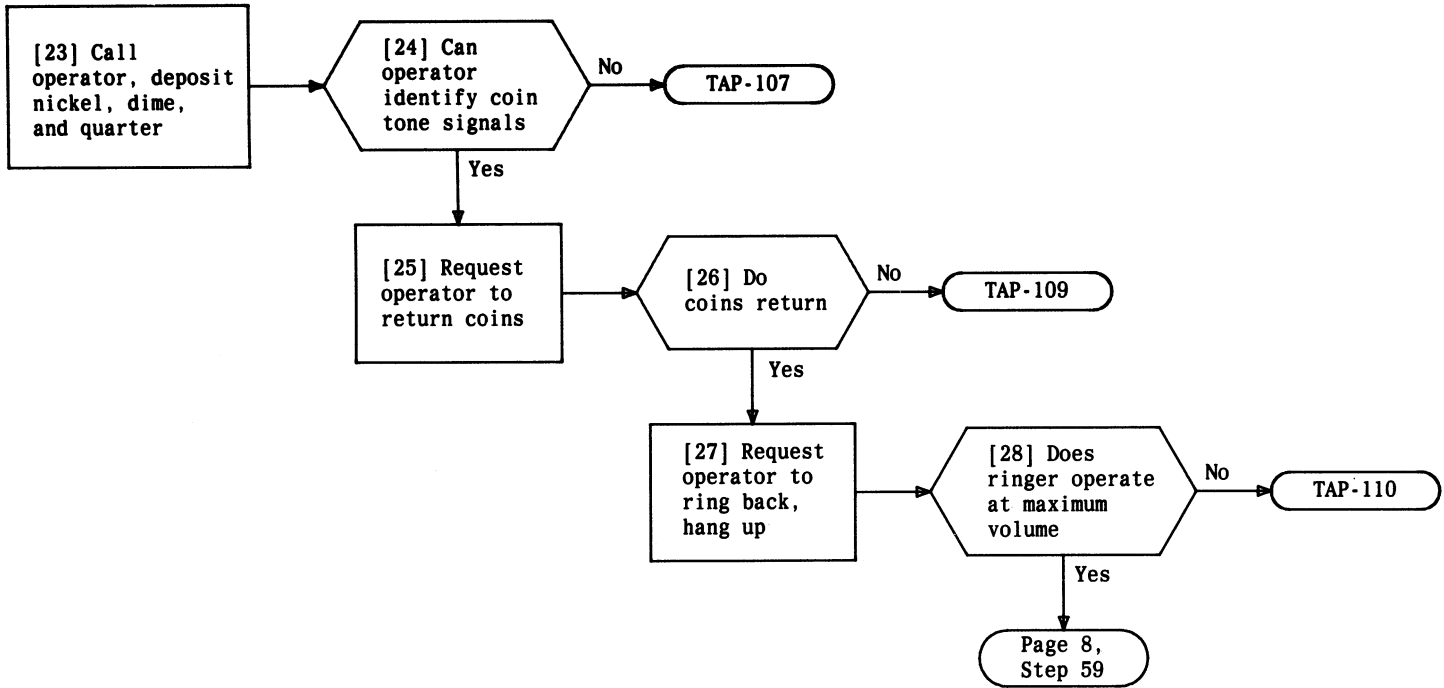 [23] Call
operator, deposit
nickel, dime,
and quarter
[24] Can
operator
identify coin
tone signals
No
TAP-107
Yes
[25] Request
operator to
return coins
[26] Do
coins return
No
TAP-109
Yes
[27] Request
operator to
ring back,
hang up
[28] Does
ringer operate
at maximum
volume
No
TAP-110
Yes
Page 8,
Step 59